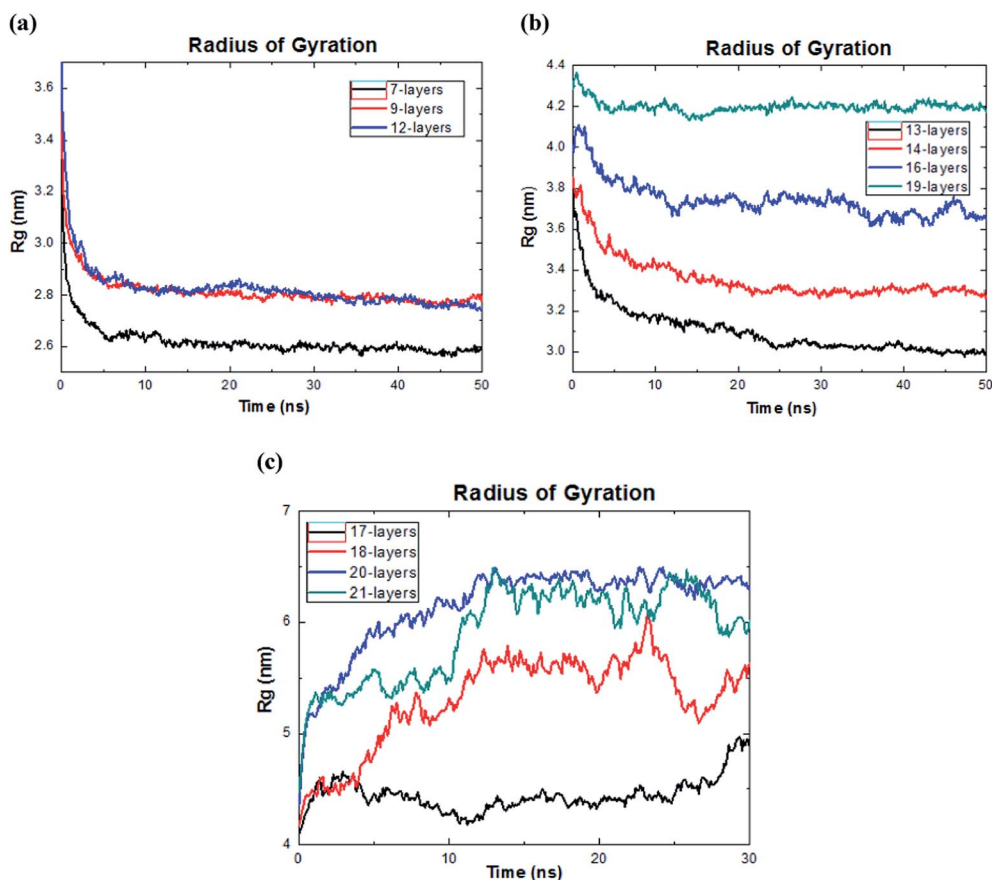 (a)
Radius of Gyration
7-layers
9-layers
12-layers
Rg (nm)
3.6
3.4
3.2
3.0
2.8
2.6
0 10 20 30 40 50
Time (ns)
(b)
Radius of Gyration
13-layers
14-layers
16-layers
19-layers
Rg (nm)
4.4
4.2
4.0
3.8
3.6
3.4
3.2
3.0
0 10 20 30 40 50
Time (ns)
(c)
Radius of Gyration
17-layers
18-layers
20-layers
21-layers
Rg (nm)
7
6
5
4
0 10 20 30
Time (ns)